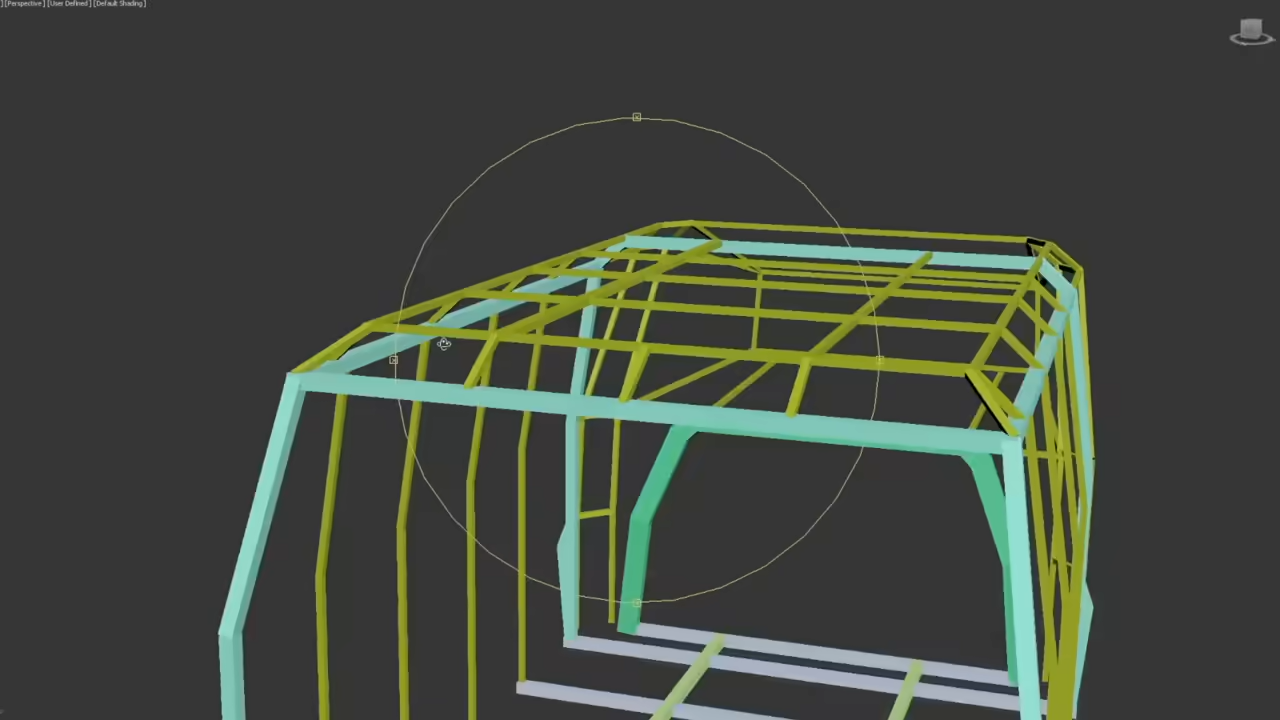 ] [Perspective ] [User Defined ] [Default Shading ]